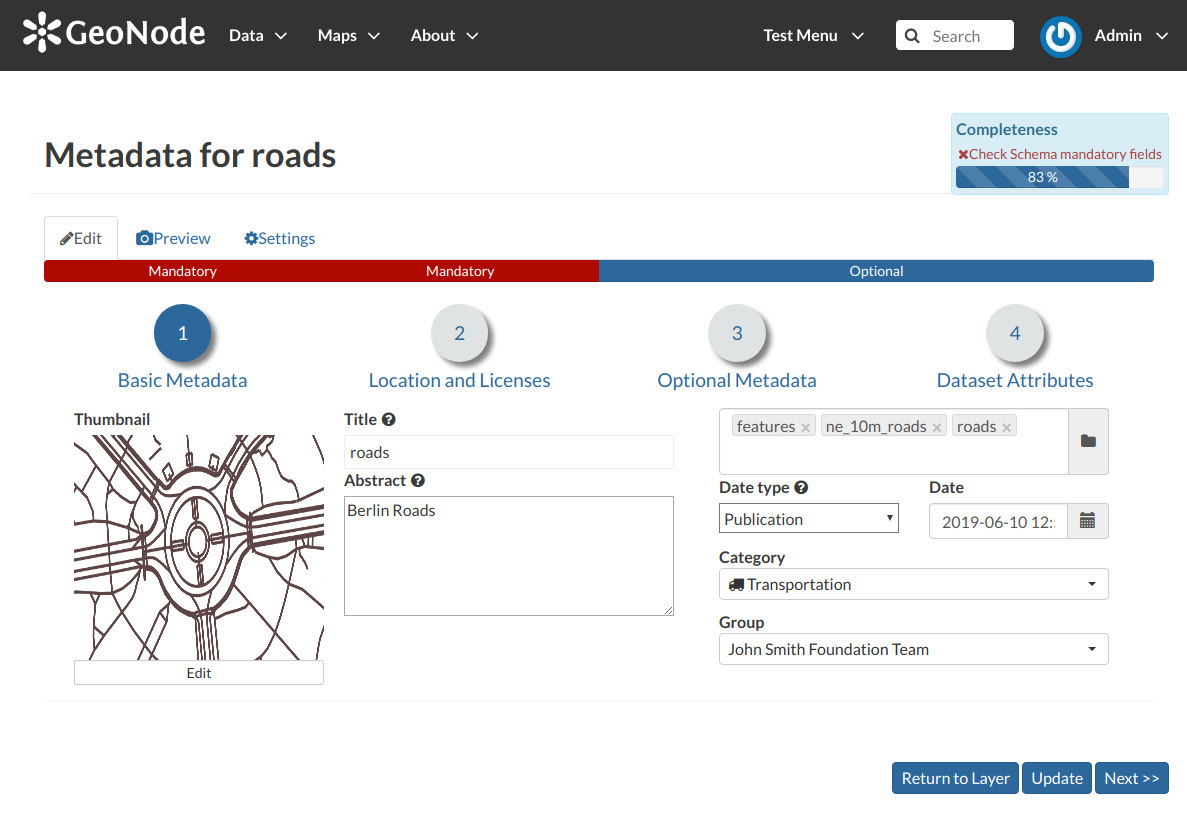 GeoNode Data Maps About Test Menu Search Admin
Metadata for roads
Completeness
Check Schema mandatory fields
83 %
Edit Preview Settings
Mandatory Mandatory Optional
1 2 3 4
Basic Metadata Location and Licenses Optional Metadata Dataset Attributes
Thumbnail
Edit
Title
roads
Abstract
Berlin Roads
features × ne_10m_roads × roads ×
Date type Date
Publication 2019-06-10 12:
Category
Transportation
Group
John Smith Foundation Team
Return to Layer Update Next >>